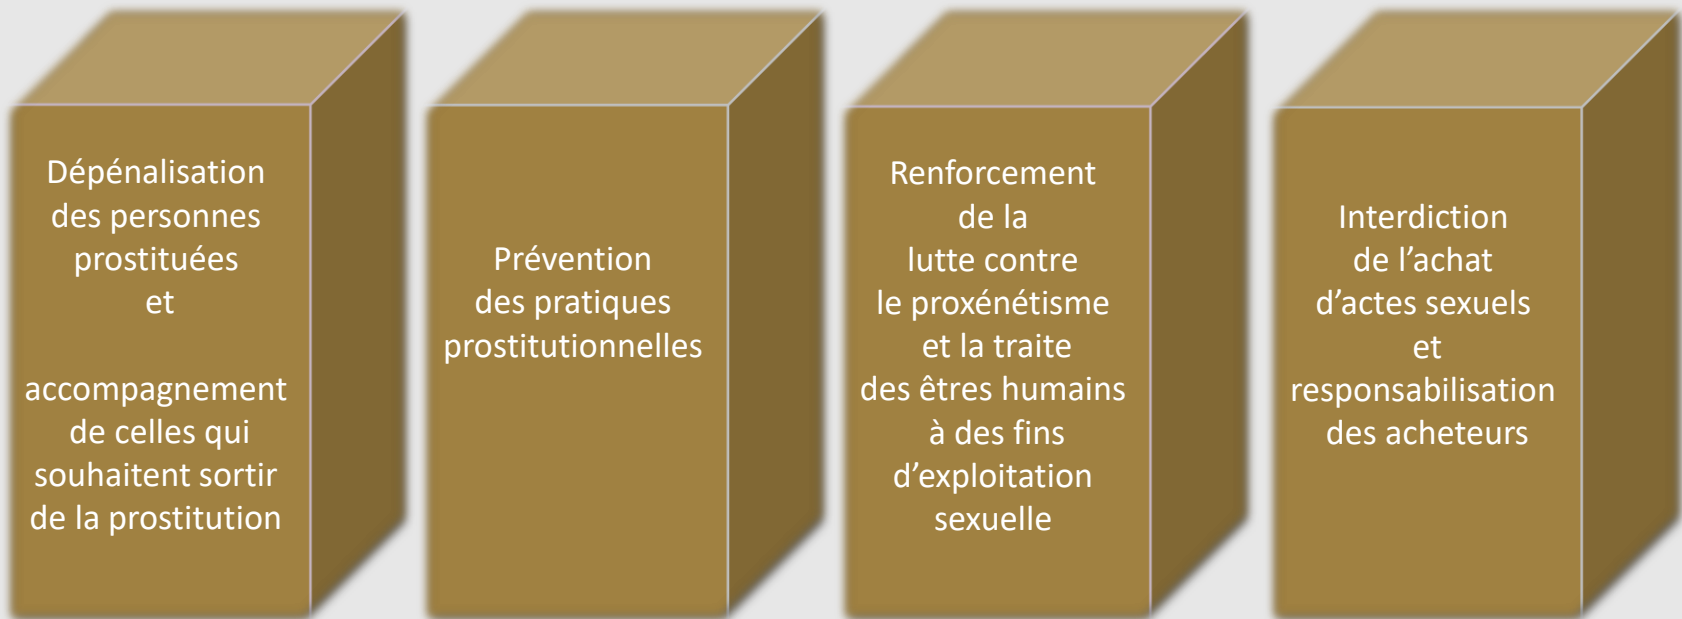 Dépénalisation
des personnes
prostituées
et
accompagnement
de celles qui
souhaitent sortir
de la prostitution
Prévention
des pratiques
prostitutionnelles
Renforcement
de la
lutte contre
le proxénétisme
et la traite
des êtres humains
à des fins
d’exploitation
sexuelle
Interdiction
de l’achat
d’actes sexuels
et
responsabilisation
des acheteurs